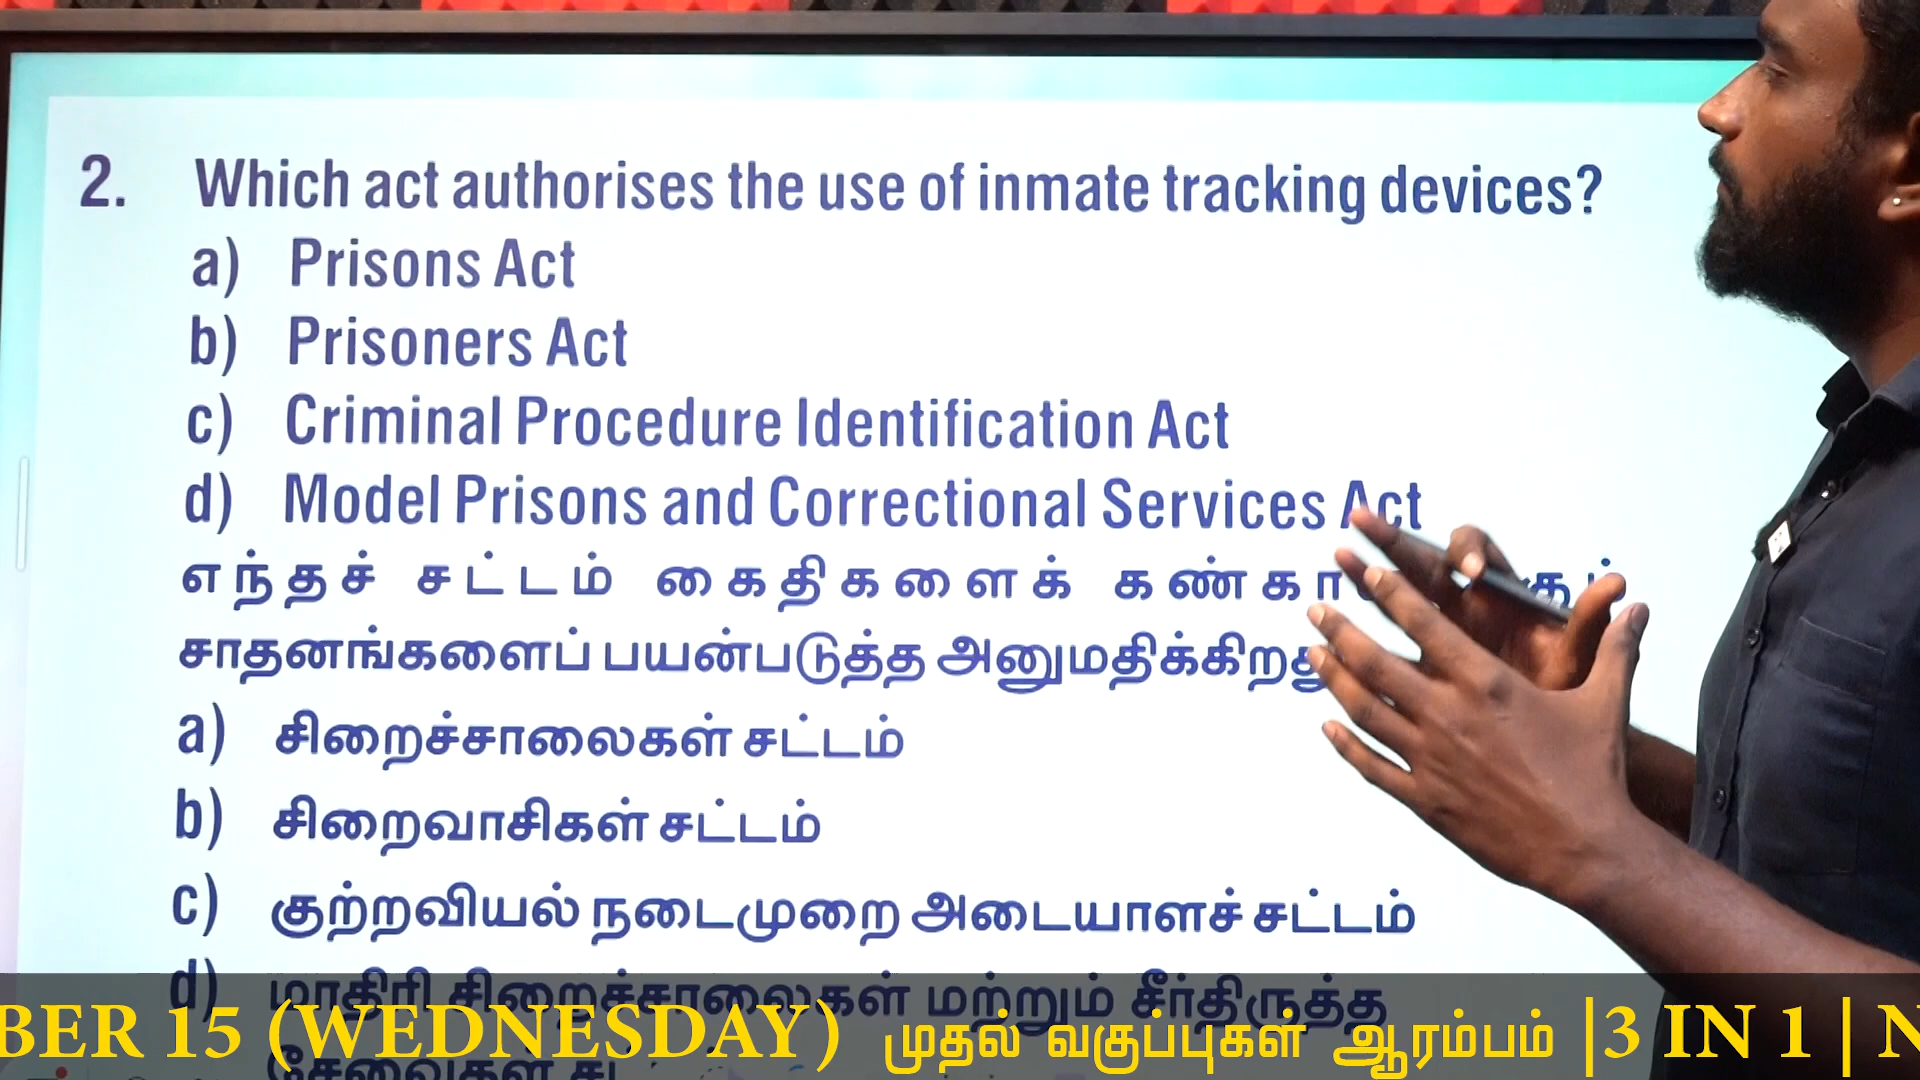 2. Which act authorises the use of inmate tracking devices?
a) Prisons Act
b) Prisoners Act
c) Criminal Procedure Identification Act
d) Model Prisons and Correctional Services Act
எந்தச் சட்டம் கைதிகளைக்
சாதனங்களைப் பயன்படுத்த
a) சிறைச்சாலைகள் சட்டம்
b) சிறைவாசிகள் சட்டம்
c) குற்றவியல் நடைமுறை அடையாளச் சட்டம்
d) மாதிரி சிறைச்சாலைகள் மற்றும் சீர்திருத்த
BER 15 (WEDNESDAY) முதல் வகுப்புகள் ஆரம்பம் |3 IN 1 | N